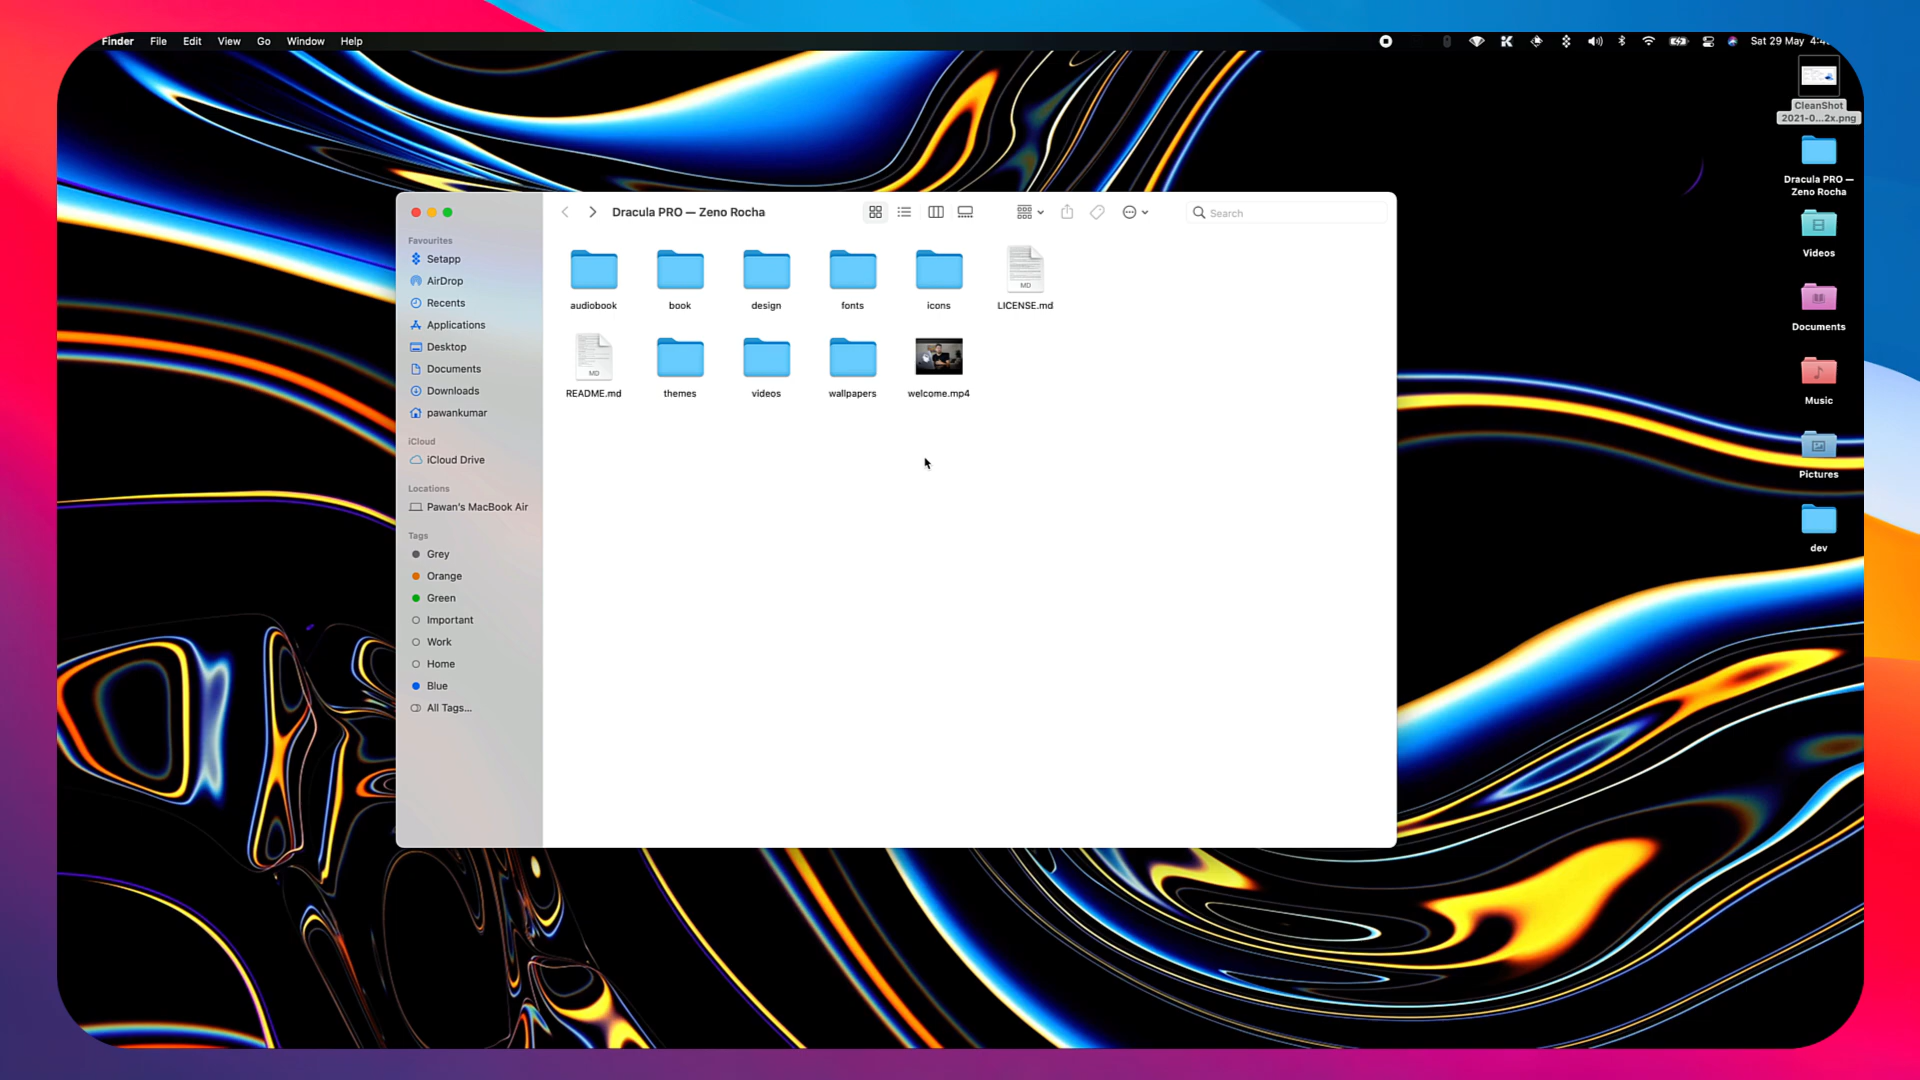 Finder File Edit View Go Window Help
Sat 29 May
CleanShot
2021-0...2x.png
Dracula PRO —
Zeno Rocha
Videos
Documents
Music
Pictures
dev
Dracula PRO — Zeno Rocha
Search
Favourites
Setapp
AirDrop
Recents
Applications
Desktop
Documents
Downloads
pawankumar
iCloud
iCloud Drive
Locations
Pawan's MacBook Air
Tags
Grey
Orange
Green
Important
Work
Home
Blue
All Tags...
audiobook book design fonts icons MD
LICENSE.md
MD
README.md themes videos wallpapers welcome.mp4